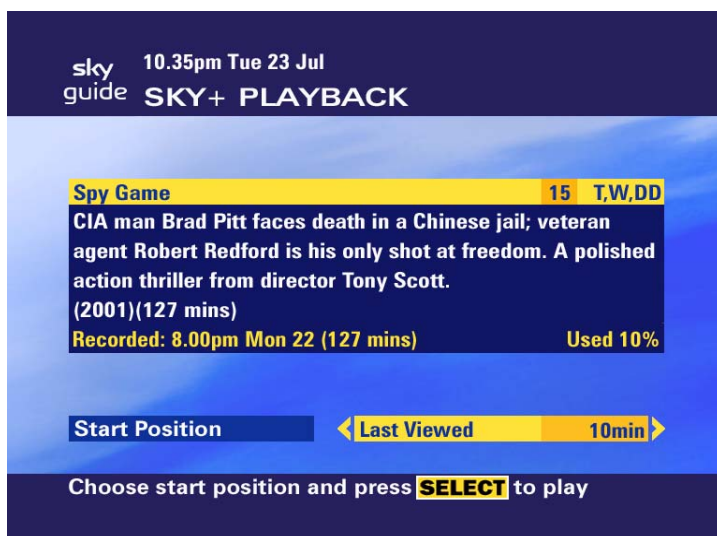 sky 10.35pm Tue 23 Jul
guide SKY+ PLAYBACK
Spy Game 15 T,W,DD
CIA man Brad Pitt faces death in a Chinese jail; veteran
agent Robert Redford is his only shot at freedom. A polished
action thriller from director Tony Scott.
(2001)(127 mins)
Recorded: 8.00pm Mon 22 (127 mins) Used 10%
Start Position Last Viewed 10min
Choose start position and press SELECT to play